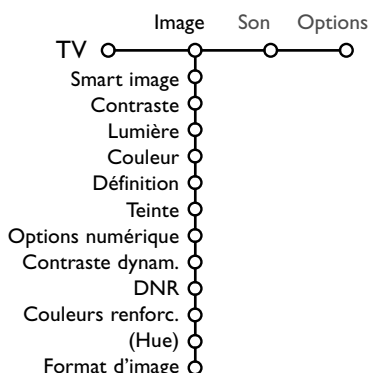 Image Son Options
TV
Smart image
Contraste
Lumière
Couleur
Définition
Teinte
Options numérique
Contraste dynam.
DNR
Couleurs renforc.
(Hue)
Format d'image